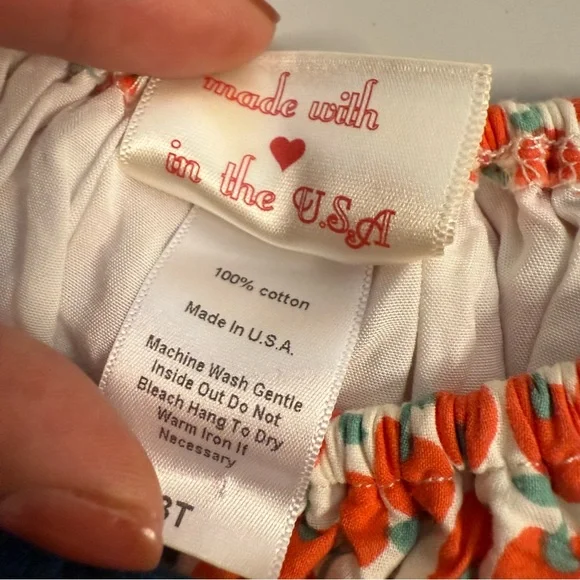 made with
♥
in the U.S.A
100% cotton
Made In U.S.A.
Machine Wash Gentle
Inside Out Do Not
Bleach Hang To Dry
Warm Iron If
Necessary
3T